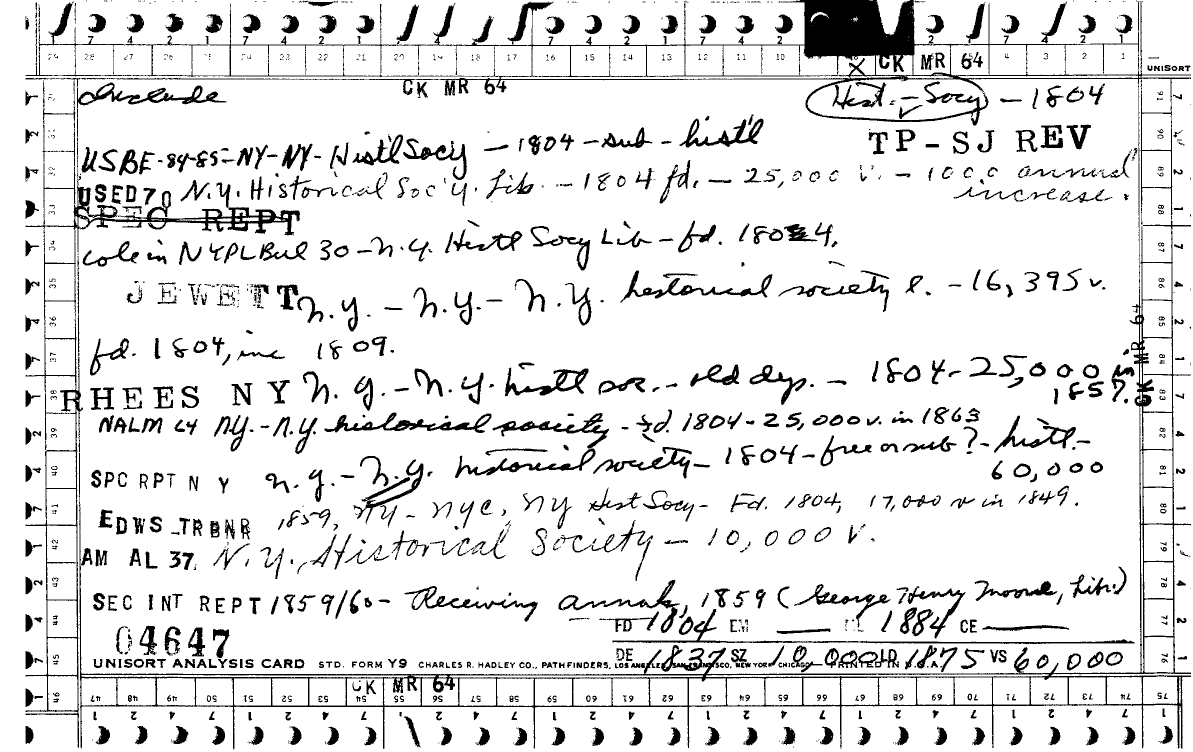 CK MR 64
UNISORT
Include
CK MR 64
Hist. - Socy - 1804
TP-SJ REV
USBE-84-85-NY-NY-Hist'l Socy - 1804 - sub - hist'l
USED 70 N.Y. Historical Soc'y. Lib. - 1804 fd. - 25,000 V. - 1000 annual increase.
SPEC REPT
Cole in NYPL Bul 30 - N.Y. Histl Socy Lib - fd. 1804.
JEWETT N.Y. - N.Y. - N.Y. historical society l. - 16,395 v.
fd. 1804, inc 1809.
RHEES NY N.Y. - N.Y. histl soc. - old dep. - 1804 - 25,000 in 1857.
CK MR 64
NALM 64 N.Y. - N.Y. historical society - fd. 1804 - 25,000 v. in 1863
SPC RPT N Y N.Y. - N.Y. historical society - 1804 - free or sub? - histl. - 60,000
EDWS TRBNR 1859, NY - NYC, NY Hist Socy - Fd. 1804, 17,000 v in 1849.
AM AL 37, N.Y. Historical Society - 10,000 V.
SEC INT REPT 1859/60 - Receiving annals, 1859 (George Henry Moore, Libr.)
04647
FD 1804 EM — ML 1884 CE —
DE 1837 SZ 10,000 LD 1875 VS 60,000
UNISORT ANALYSIS CARD STD. FORM Y9 CHARLES R. HADLEY CO., PATHFINDERS, LOS ANGELES, SAN FRANCISCO, NEW YORK, CHICAGO - PRINTED IN U.S.A.
CK MR 64